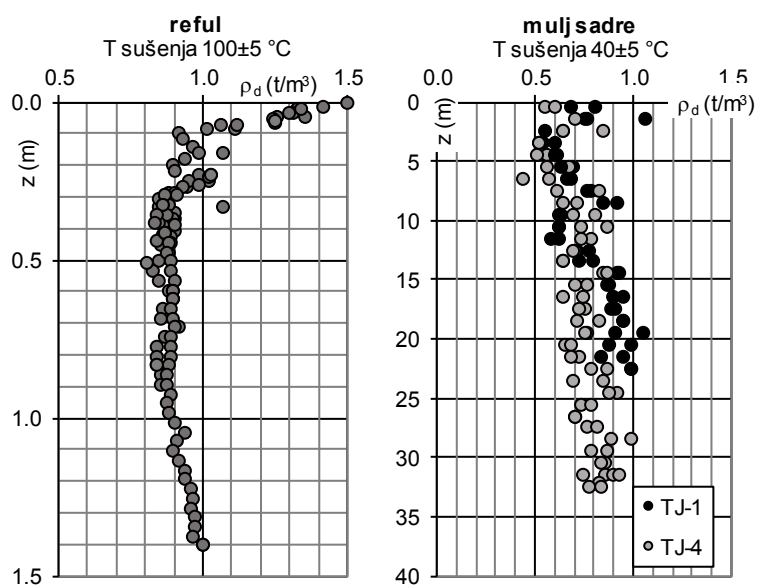 reful
T sušenja 100±5 °C
0.5 1.0 1.5
ρd (t/m³)
0.0
0.5
1.0
1.5
z (m)
mulj sadre
T sušenja 40±5 °C
0.0 0.5 1.0 1.5
ρd (t/m³)
z (m)
0
5
10
15
20
25
30
35
40
TJ-1
TJ-4